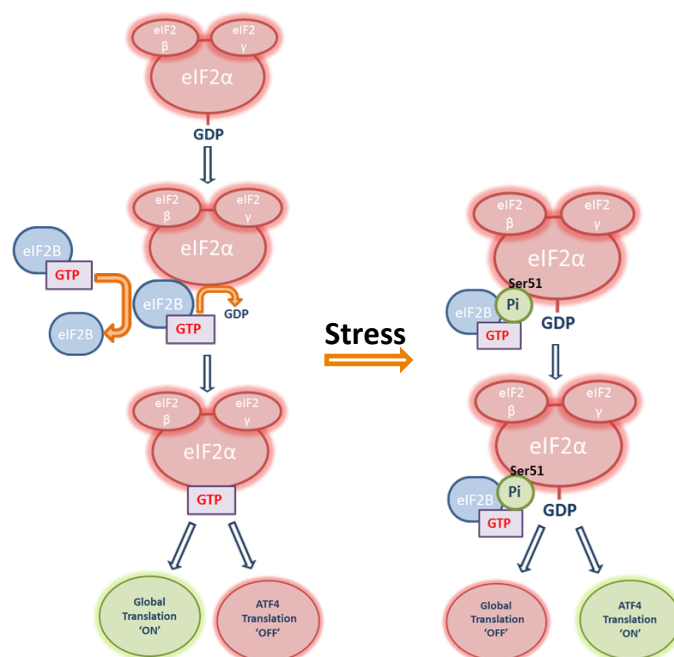 eIF2
β
eIF2
γ
eIF2α
GDP
eIF2
β
eIF2
γ
eIF2α
eIF2B
GTP
eIF2B
GTP
GDP
eIF2B
eIF2
β
eIF2
γ
eIF2α
GTP
Global
Translation
‘ON’
ATF4
Translation
‘OFF’
Stress
eIF2
β
eIF2
γ
eIF2α
Ser51
Pi
eIF2B
GTP
GDP
eIF2
β
eIF2
γ
eIF2α
Ser51
Pi
eIF2B
GTP
GDP
Global
Translation
‘OFF’
ATF4
Translation
‘ON’